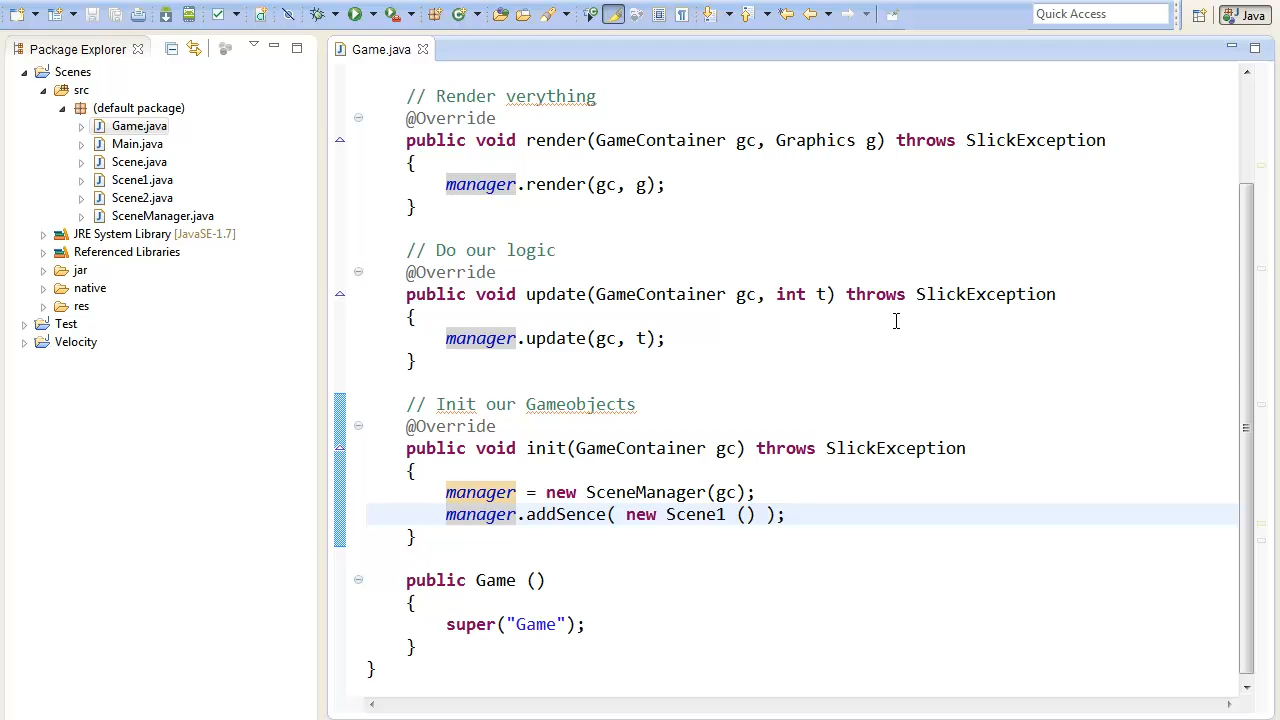 Quick Access
Java
Package Explorer
Game.java
Scenes
src
(default package)
Game.java
Main.java
Scene.java
Scene1.java
Scene2.java
SceneManager.java
JRE System Library [JavaSE-1.7]
Referenced Libraries
jar
native
res
Test
Velocity
// Render verything
@Override
public void render(GameContainer gc, Graphics g) throws SlickException
{
manager.render(gc, g);
}
// Do our logic
@Override
public void update(GameContainer gc, int t) throws SlickException
{
manager.update(gc, t);
}
// Init our Gameobjects
@Override
public void init(GameContainer gc) throws SlickException
{
manager = new SceneManager(gc);
manager.addSence( new Scene1 () );
}
public Game ()
{
super("Game");
}
}